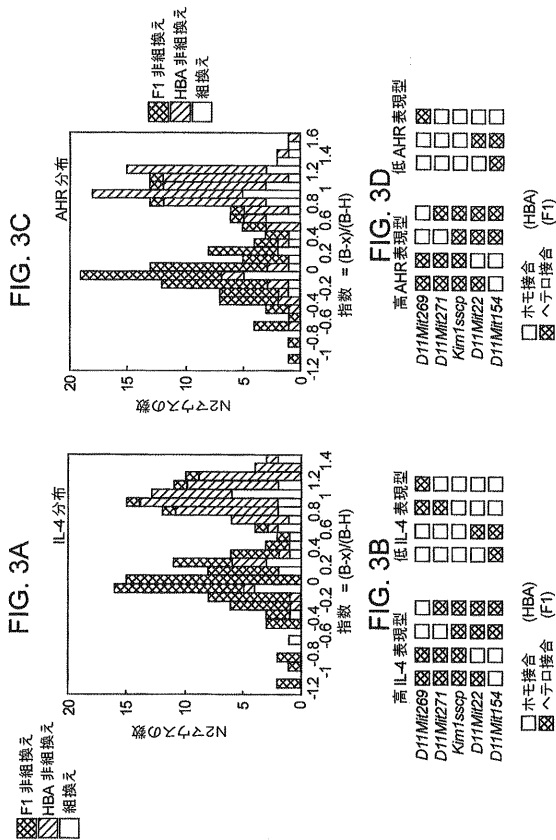 FIG. 3A
F1 非組換え
HBA 非組換え
組換え
IL-4 分布
N2マウスの数
20
15
10
5
0
-1.2 -1 -0.8 -0.6 -0.4 -0.2 0 0.2 0.4 0.6 0.8 1 1.2 1.4
指数 = (B-x)/(B-H)
FIG. 3B
高 IL-4 表現型 低 IL-4 表現型
D11Mit269
D11Mit271
Kim1sscp
D11Mit22
D11Mit154
ホモ接合 (HBA)
ヘテロ接合 (F1)
FIG. 3C
AHR 分布
F1 非組換え
HBA 非組換え
組換え
N2マウスの数
20
15
10
5
0
-1.2 -1 -0.8 -0.6 -0.4 -0.2 0 0.2 0.4 0.6 0.8 1 1.2 1.4 1.6
指数 = (B-x)/(B-H)
FIG. 3D
高 AHR 表現型 低 AHR 表現型
D11Mit269
D11Mit271
Kim1sscp
D11Mit22
D11Mit154
ホモ接合 (HBA)
ヘテロ接合 (F1)